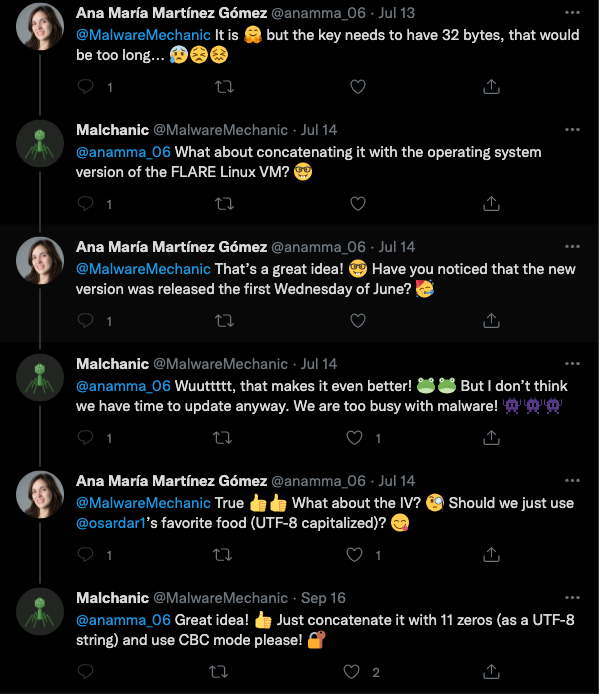 Ana María Martínez Gómez @anamma_06 · Jul 13
@MalwareMechanic It is 🤗 but the key needs to have 32 bytes, that would
be too long... 😰😣😖
1
Malchanic @MalwareMechanic · Jul 14
@anamma_06 What about concatenating it with the operating system
version of the FLARE Linux VM? 🤓
1
Ana María Martínez Gómez @anamma_06 · Jul 14
@MalwareMechanic That's a great idea! 🤓 Have you noticed that the new
version was released the first Wednesday of June? 🥳
1
Malchanic @MalwareMechanic · Jul 14
@anamma_06 Wuuttttt, that makes it even better! 🐸🐸 But I don't think
we have time to update anyway. We are too busy with malware! 👾👾👾
1 1
Ana María Martínez Gómez @anamma_06 · Jul 14
@MalwareMechanic True 👍👍 What about the IV? 🧐 Should we just use
@osardar1's favorite food (UTF-8 capitalized)? 😋
1 1
Malchanic @MalwareMechanic · Sep 16
@anamma_06 Great idea! 👍 Just concatenate it with 11 zeros (as a UTF-8
string) and use CBC mode please! 🔐
2